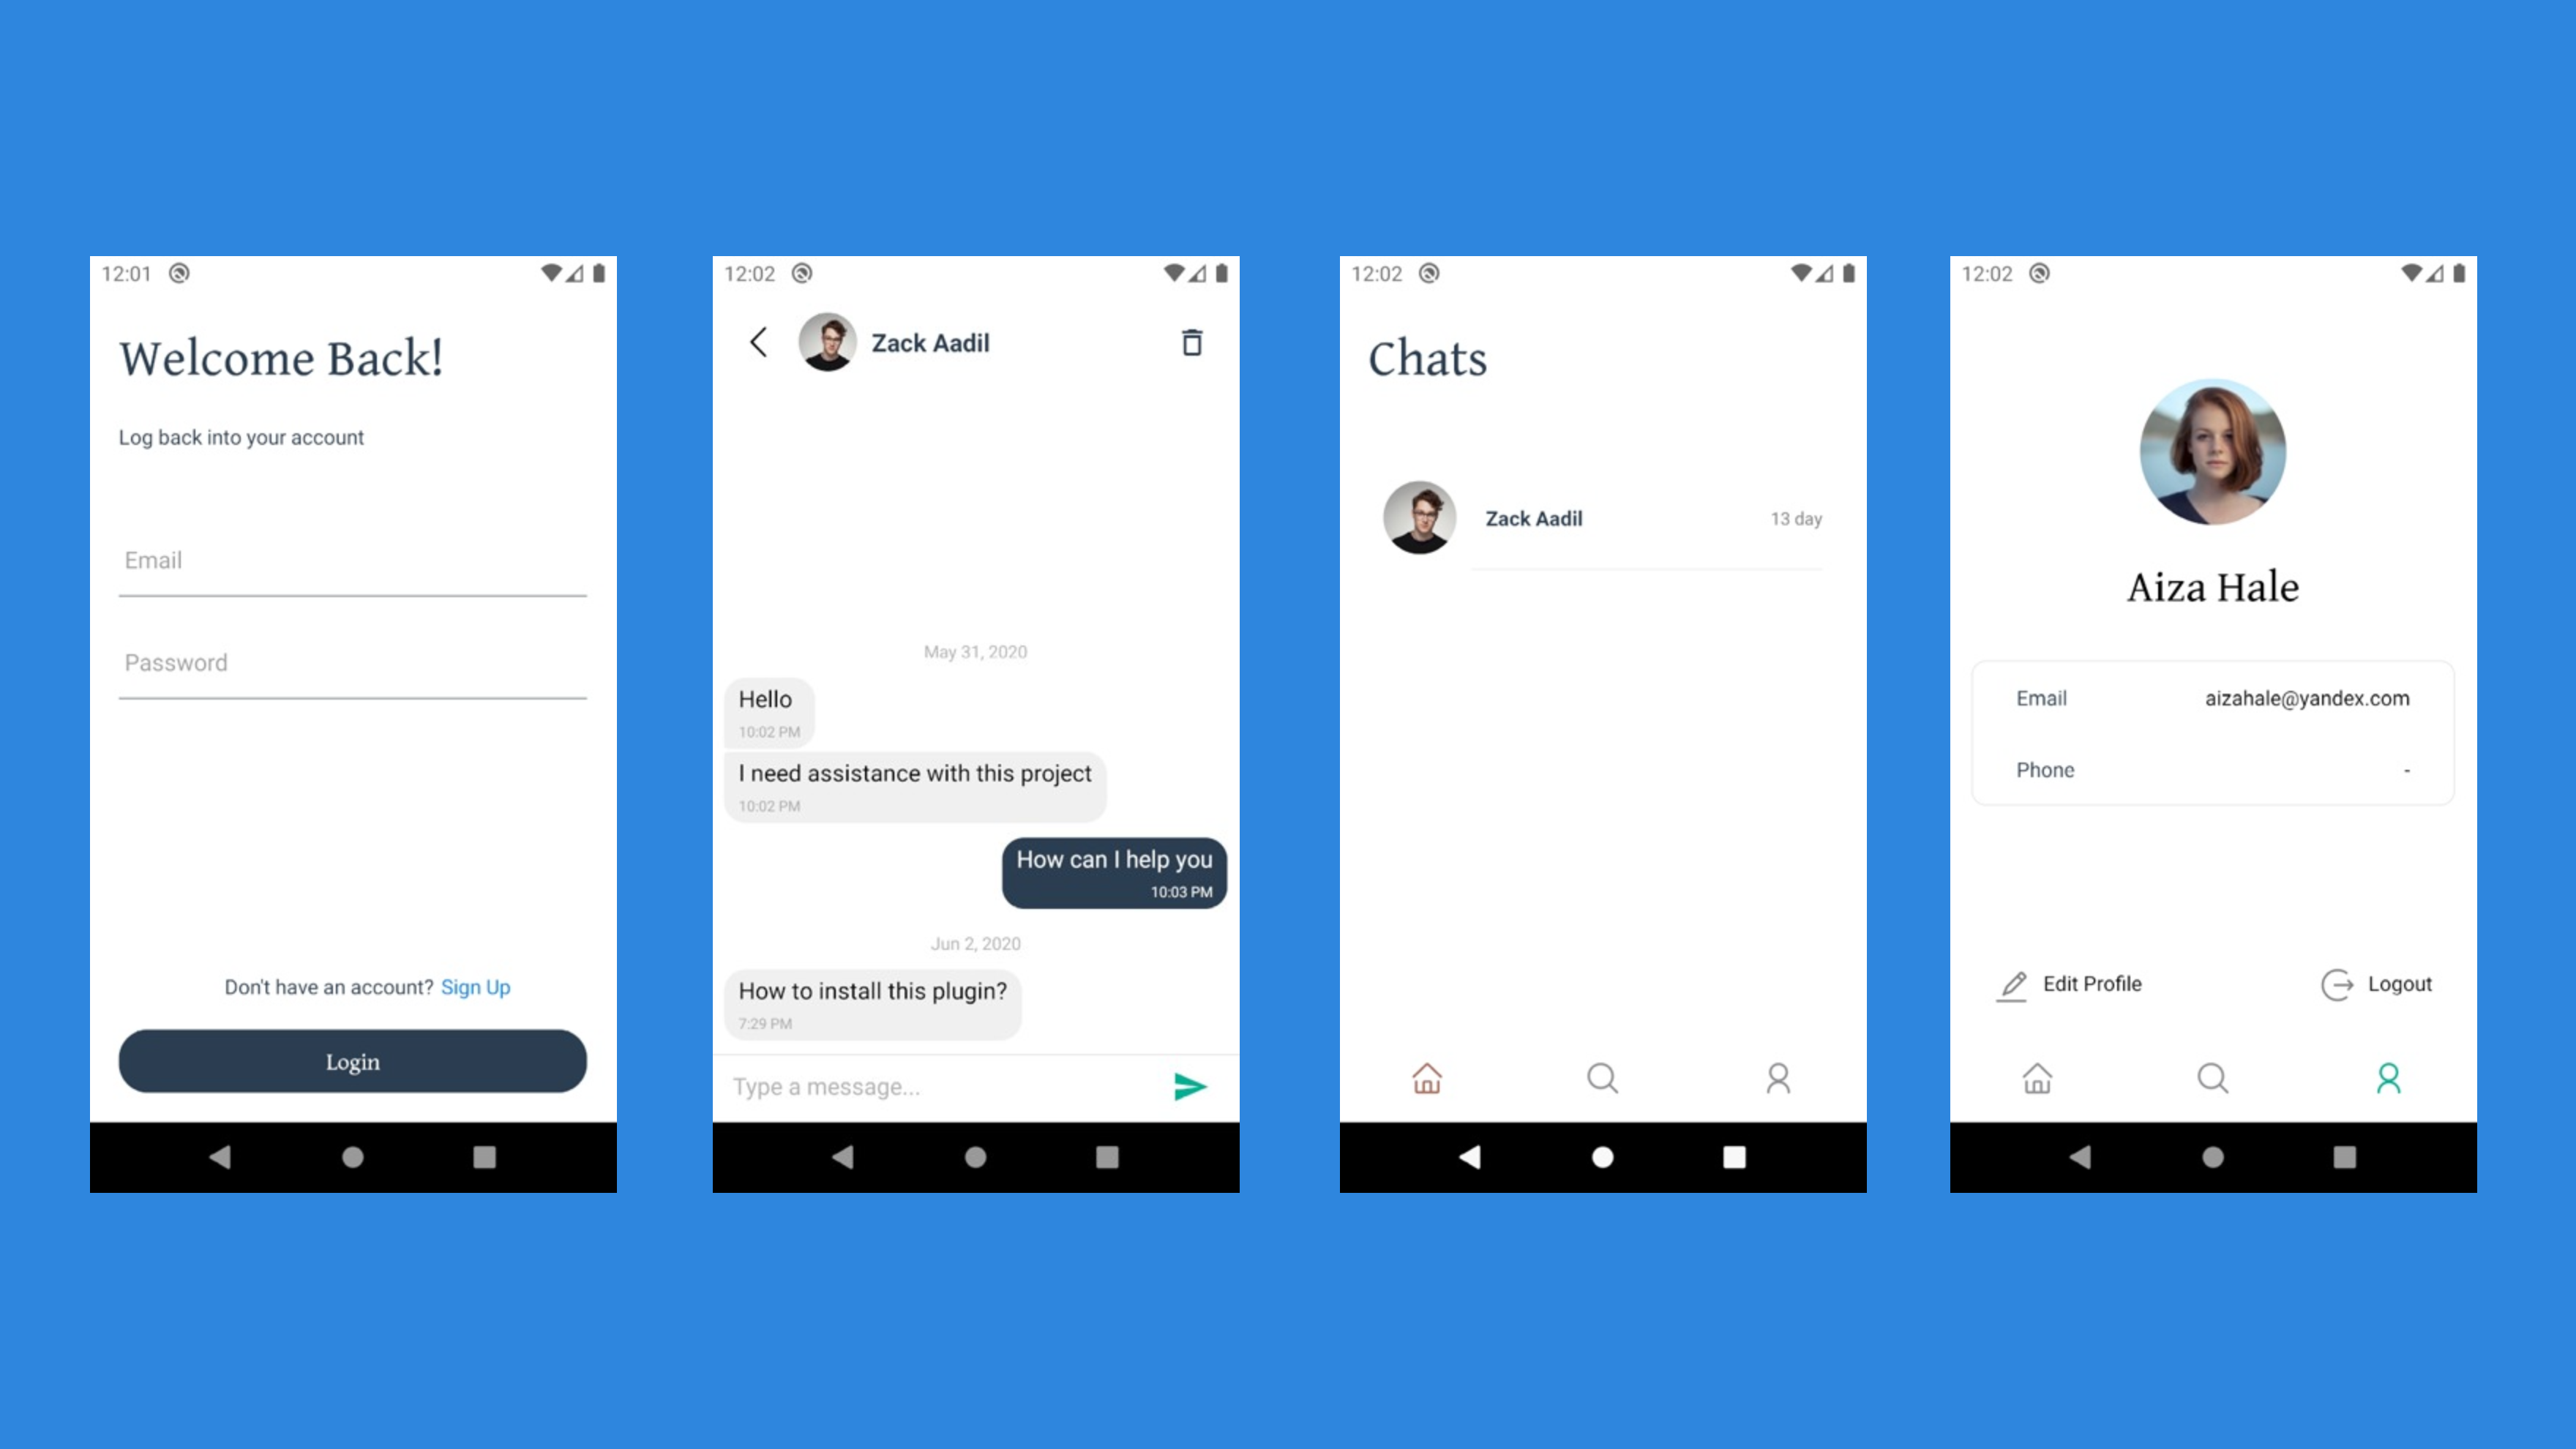 12:01
Welcome Back!
Log back into your account
Email
Password
Don't have an account? Sign Up
Login
12:02
Zack Aadil
May 31, 2020
Hello
10:02 PM
I need assistance with this project
10:02 PM
How can I help you
10:03 PM
Jun 2, 2020
How to install this plugin?
7:29 PM
Type a message...
12:02
Chats
Zack Aadil 13 day
12:02
Aiza Hale
Email aizahale@yandex.com
Phone -
Edit Profile Logout